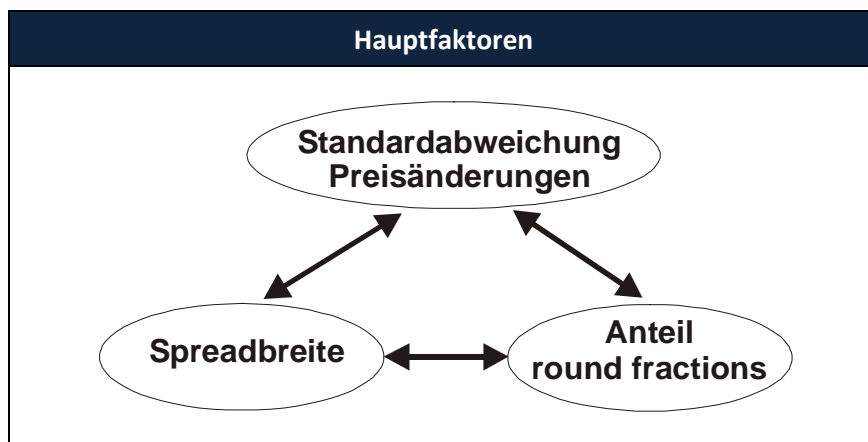 Hauptfaktoren
Standardabweichung
Preisänderungen
Spreadbreite
Anteil
round fractions